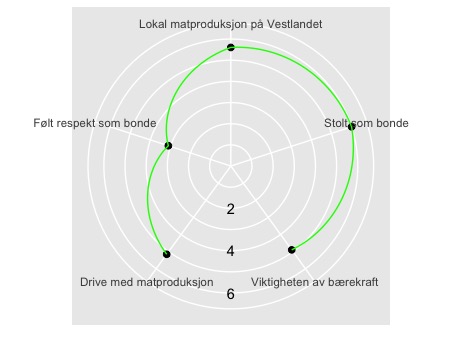 Lokal matproduksjon på Vestlandet
Følt respekt som bonde
Stolt som bonde
2
4
Drive med matproduksjon
Viktigheten av bærekraft
6